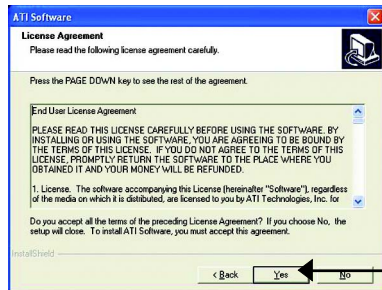 ATI Software
License Agreement
Please read the following license agreement carefully.
Press the PAGE DOWN key to see the rest of the agreement.
End User License Agreement
PLEASE READ THIS LICENSE CAREFULLY BEFORE USING THE SOFTWARE. BY
INSTALLING OR USING THE SOFTWARE, YOU ARE AGREEING TO BE BOUND BY
THE TERMS OF THIS LICENSE. IF YOU DO NOT AGREE TO THE TERMS OF THIS
LICENSE, PROMPTLY RETURN THE SOFTWARE TO THE PLACE WHERE YOU
OBTAINED IT AND YOUR MONEY WILL BE REFUNDED.
1. License. The software accompanying this License (hereinafter "Software"), regardless
of the media on which it is distributed, are licensed to you by ATI Technologies, Inc. for
Do you accept all the terms of the preceding License Agreement? If you choose No, the
setup will close. To install ATI Software, you must accept this agreement.
InstallShield
< Back Yes No